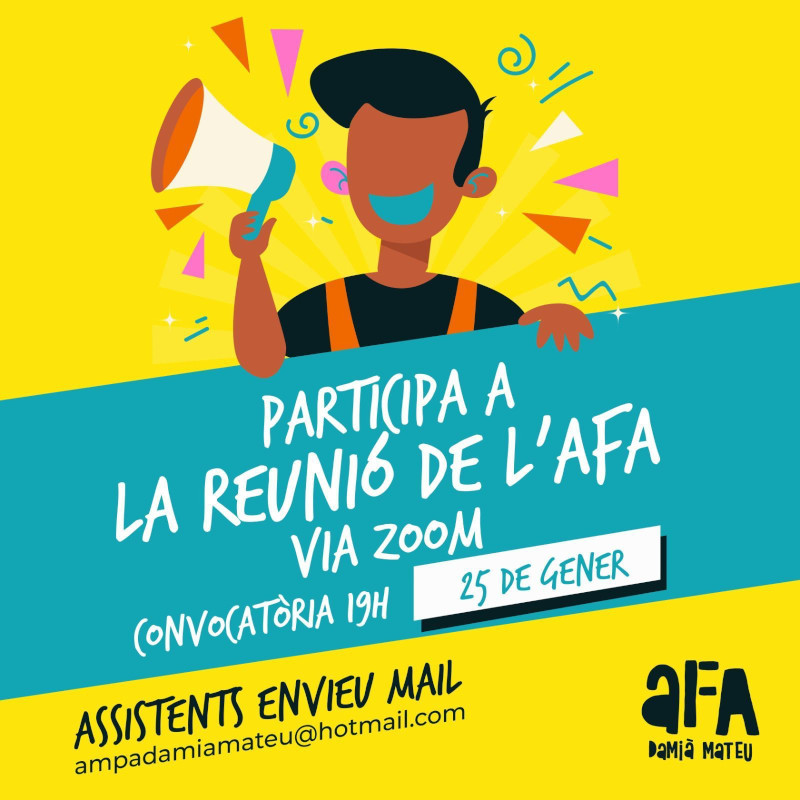 PARTICIPA A
LA REUNIÓ DE L'AFA
VIA ZOOM
CONVOCATÒRIA 19H
25 DE GENER
ASSISTENTS ENVIEU MAIL
ampadamiamateu@hotmail.com
aFA
DAMIÀ MATEU